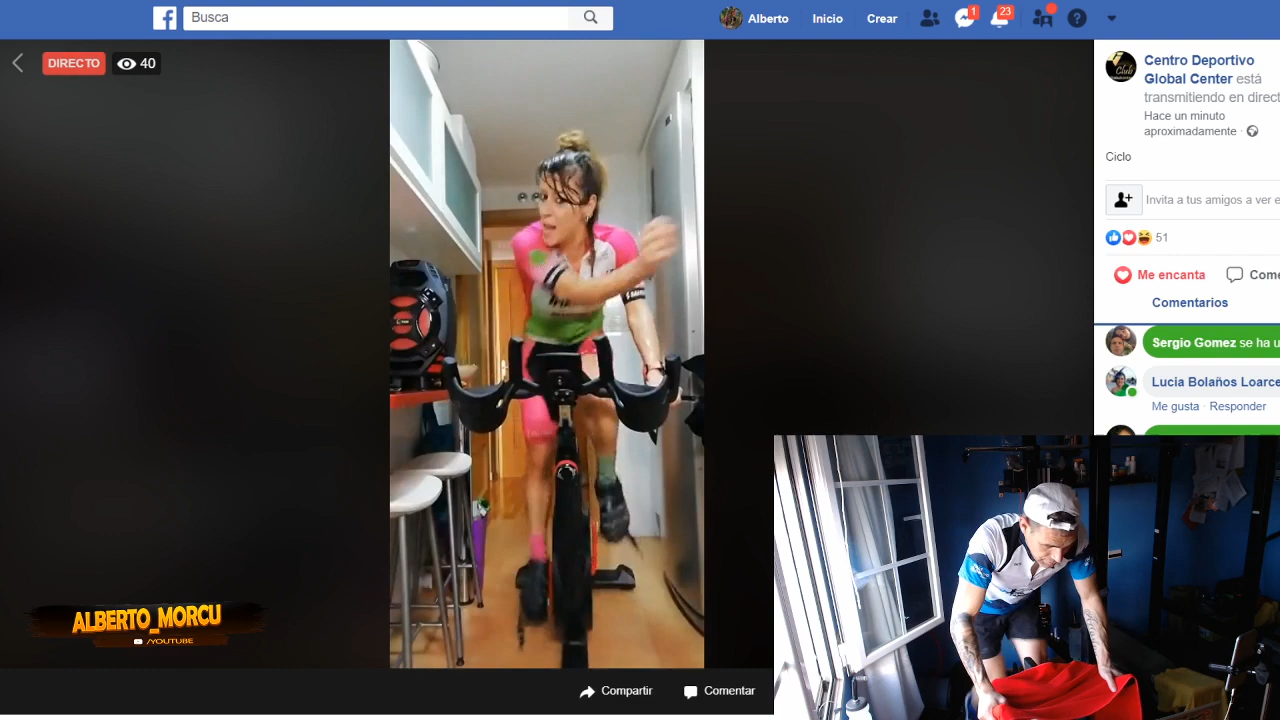 Busca
Alberto
Inicio
Crear
1
23
DIRECTO
40
Centro Deportivo
Global Center está
transmitiendo en direct
Hace un minuto
aproximadamente ·
Ciclo
Invita a tus amigos a ver e
51
Me encanta
Come
Comentarios
Sergio Gomez se ha u
Lucia Bolaños Loarce
Me gusta · Responder
ALBERTO_MORCU
/YOUTUBE
Compartir
Comentar